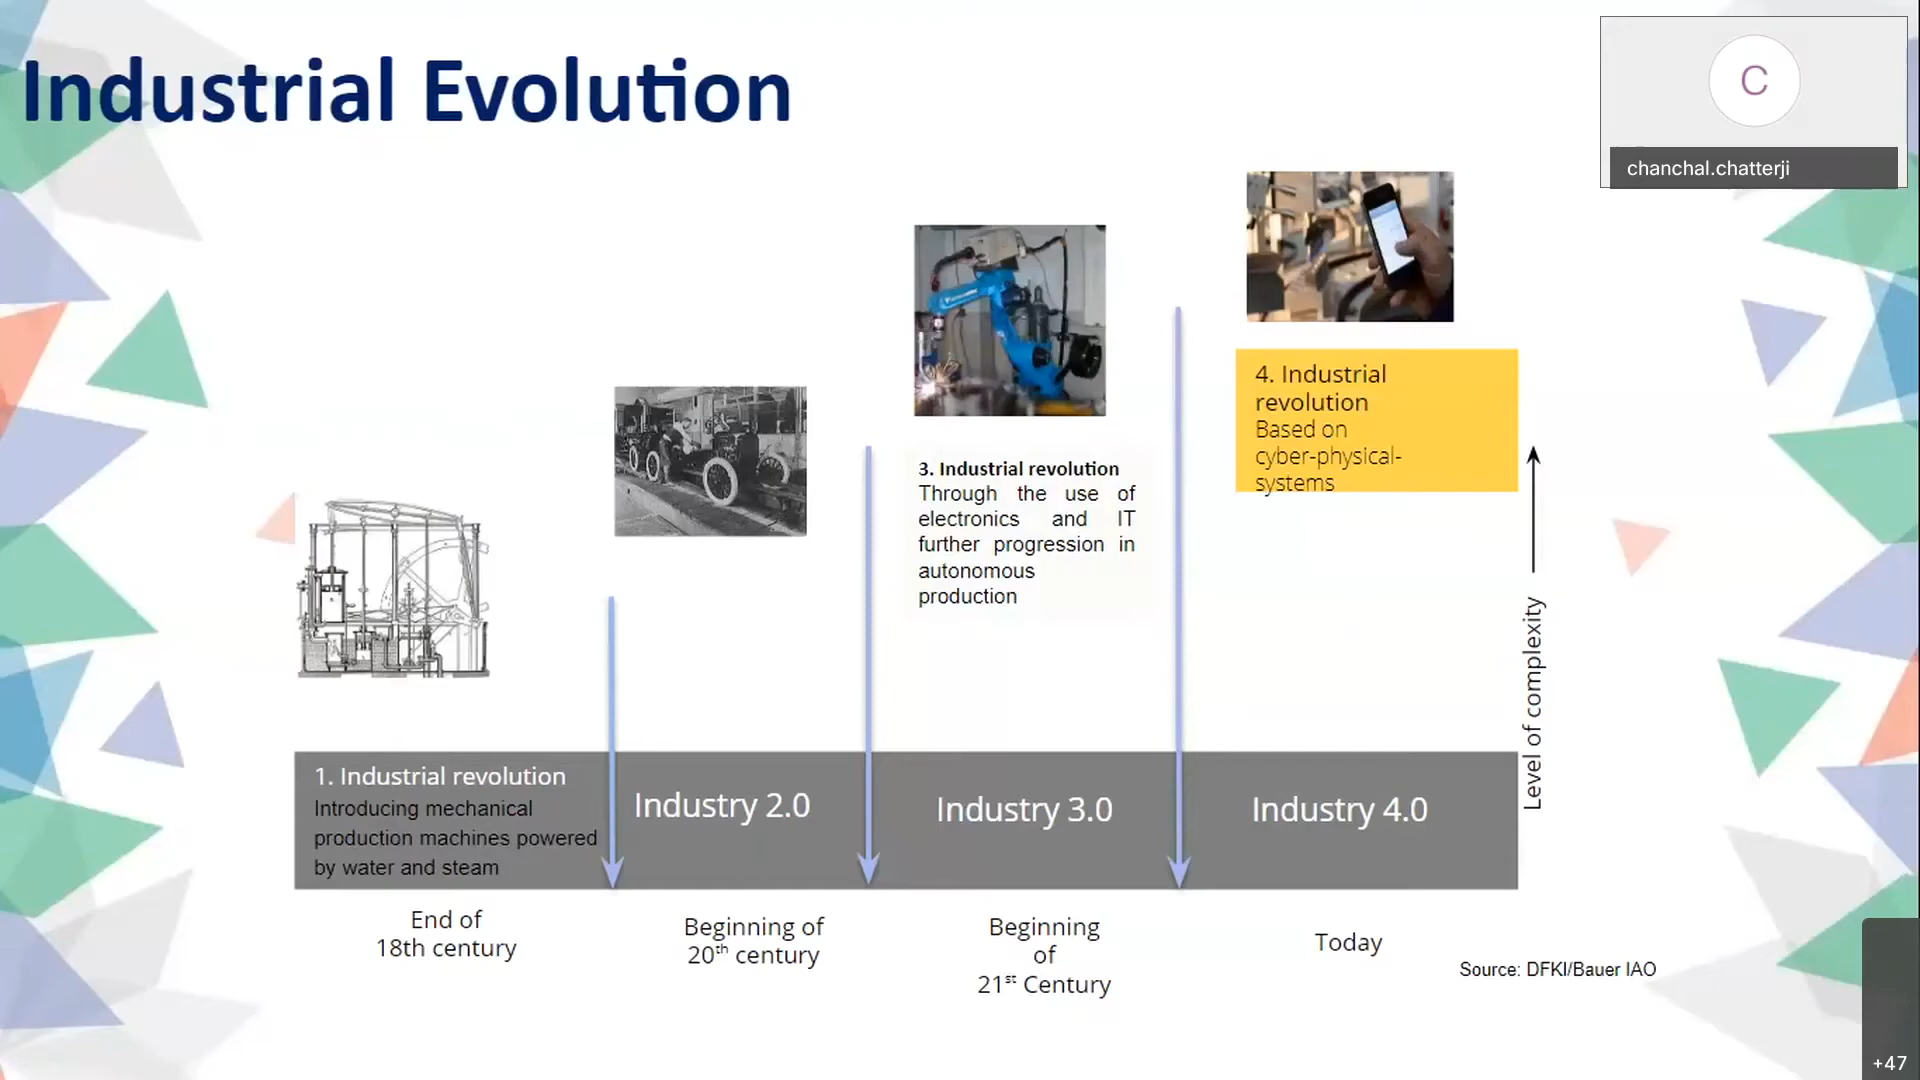 Industrial Evolution
C
chanchal.chatterji
3. Industrial revolution
Through the use of
electronics and IT
further progression in
autonomous
production
4. Industrial
revolution
Based on
cyber-physical-
systems
Level of complexity
1. Industrial revolution
Introducing mechanical
production machines powered
by water and steam
Industry 2.0
Industry 3.0
Industry 4.0
End of
18th century
Beginning of
20th century
Beginning
of
21st Century
Today
Source: DFKI/Bauer IAO
+47